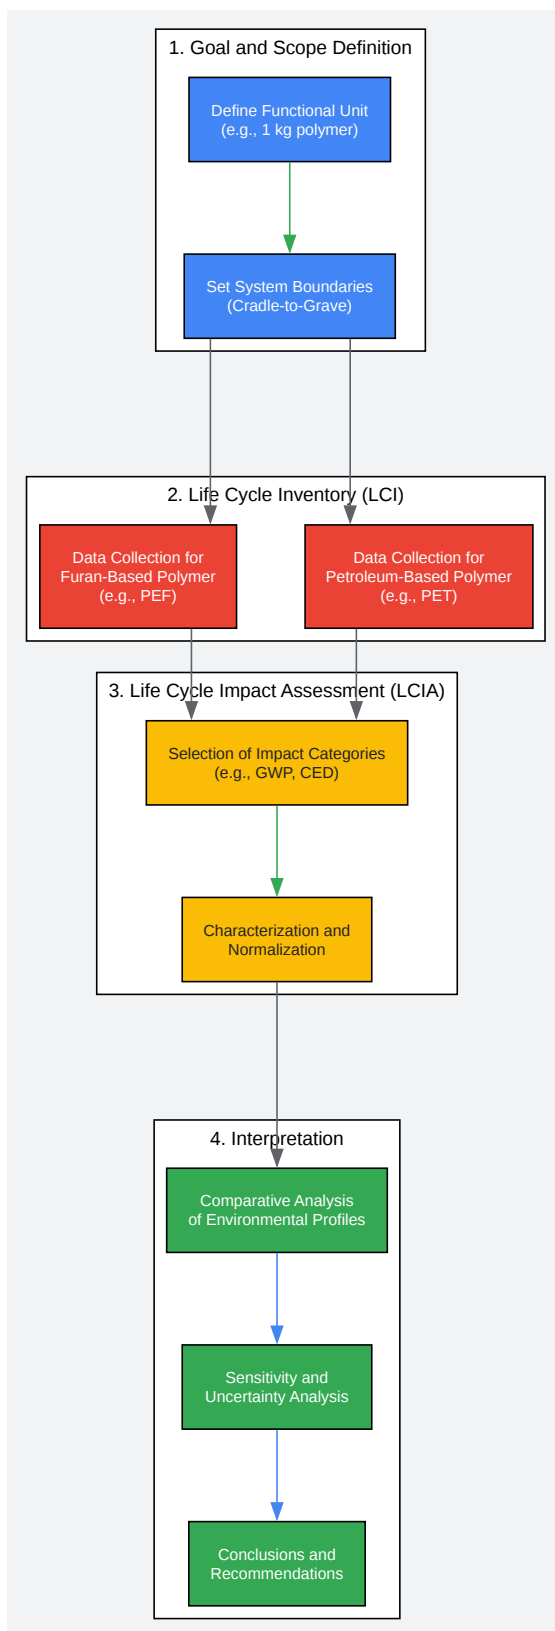 1. Goal and Scope Definition
Define Functional Unit
(e.g., 1 kg polymer)
Set System Boundaries
(Cradle-to-Grave)
2. Life Cycle Inventory (LCI)
Data Collection for
Furan-Based Polymer
(e.g., PEF)
Data Collection for
Petroleum-Based Polymer
(e.g., PET)
3. Life Cycle Impact Assessment (LCIA)
Selection of Impact Categories
(e.g., GWP, CED)
Characterization and
Normalization
4. Interpretation
Comparative Analysis
of Environmental Profiles
Sensitivity and
Uncertainty Analysis
Conclusions and
Recommendations